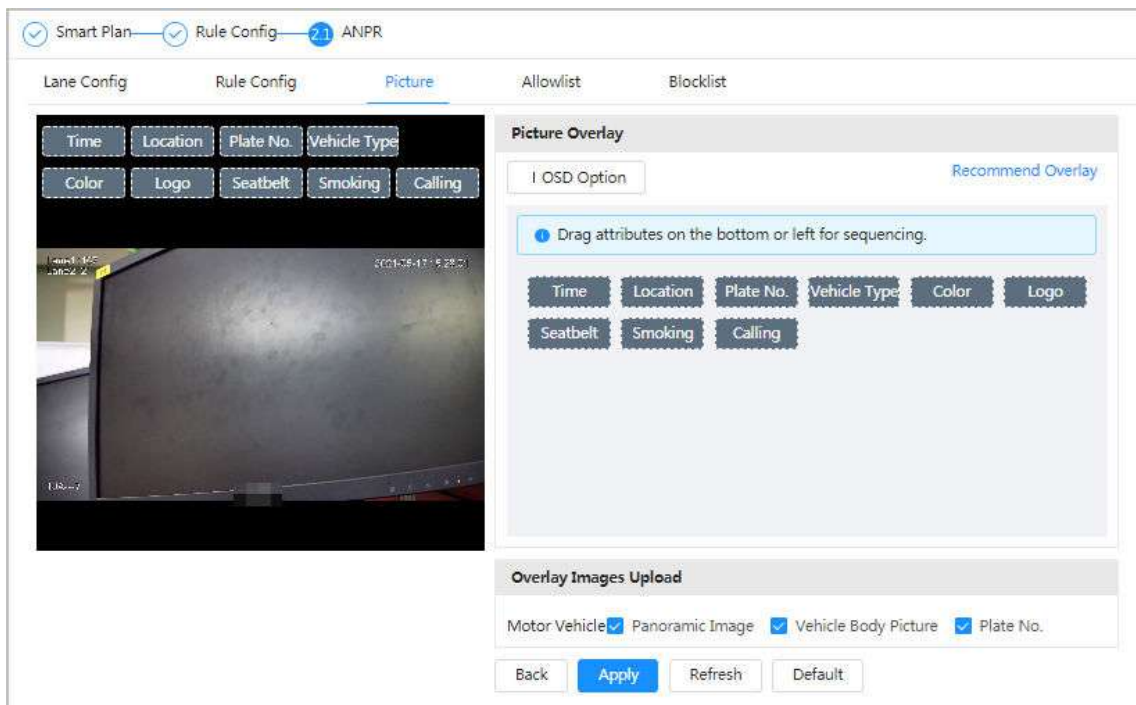 Smart Plan Rule Config 2.1 ANPR
Lane Config Rule Config Picture Allowlist Blocklist
Time Location Plate No. Vehicle Type
Color Logo Seatbelt Smoking Calling
Picture Overlay
I OSD Option Recommend Overlay
Drag attributes on the bottom or left for sequencing.
Time Location Plate No. Vehicle Type Color Logo
Seatbelt Smoking Calling
Overlay Images Upload
Motor Vehicle Panoramic Image Vehicle Body Picture Plate No.
Back Apply Refresh Default